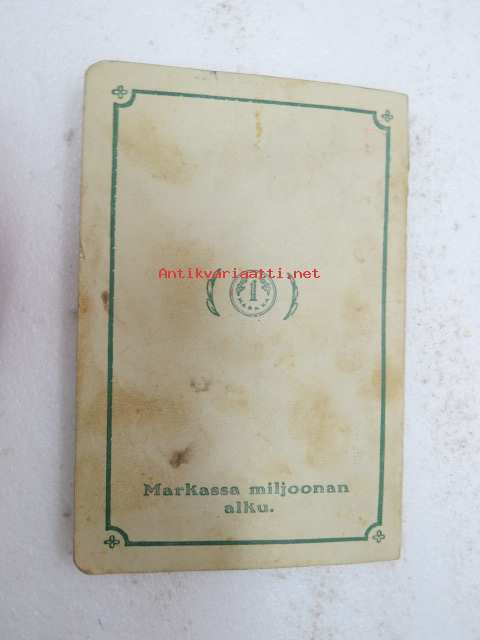 Antikvariaatti.net
1
Markassa miljoonan
alku.